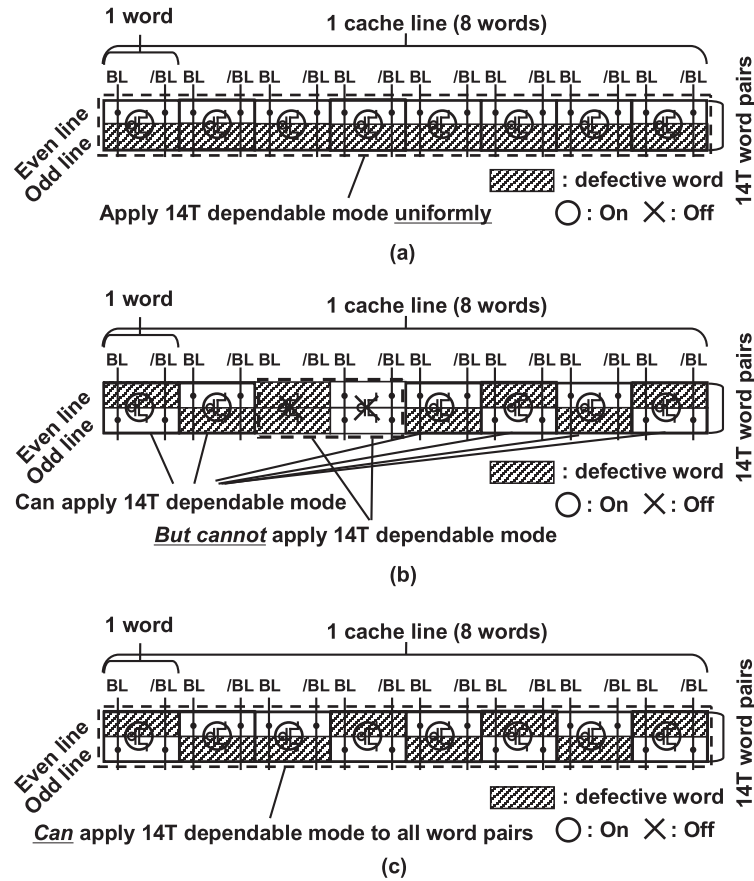 1 word
1 cache line (8 words)
BL /BL BL /BL BL /BL BL /BL BL /BL BL /BL BL /BL BL /BL
Even line
Odd line
14T word pairs
: defective word
Apply 14T dependable mode uniformly
: On : Off
(a)
1 word
1 cache line (8 words)
BL /BL BL /BL BL /BL BL /BL BL /BL BL /BL BL /BL BL /BL
Even line
Odd line
14T word pairs
: defective word
Can apply 14T dependable mode
: On : Off
But cannot apply 14T dependable mode
(b)
1 word
1 cache line (8 words)
BL /BL BL /BL BL /BL BL /BL BL /BL BL /BL BL /BL BL /BL
Even line
Odd line
14T word pairs
: defective word
Can apply 14T dependable mode to all word pairs
: On : Off
(c)